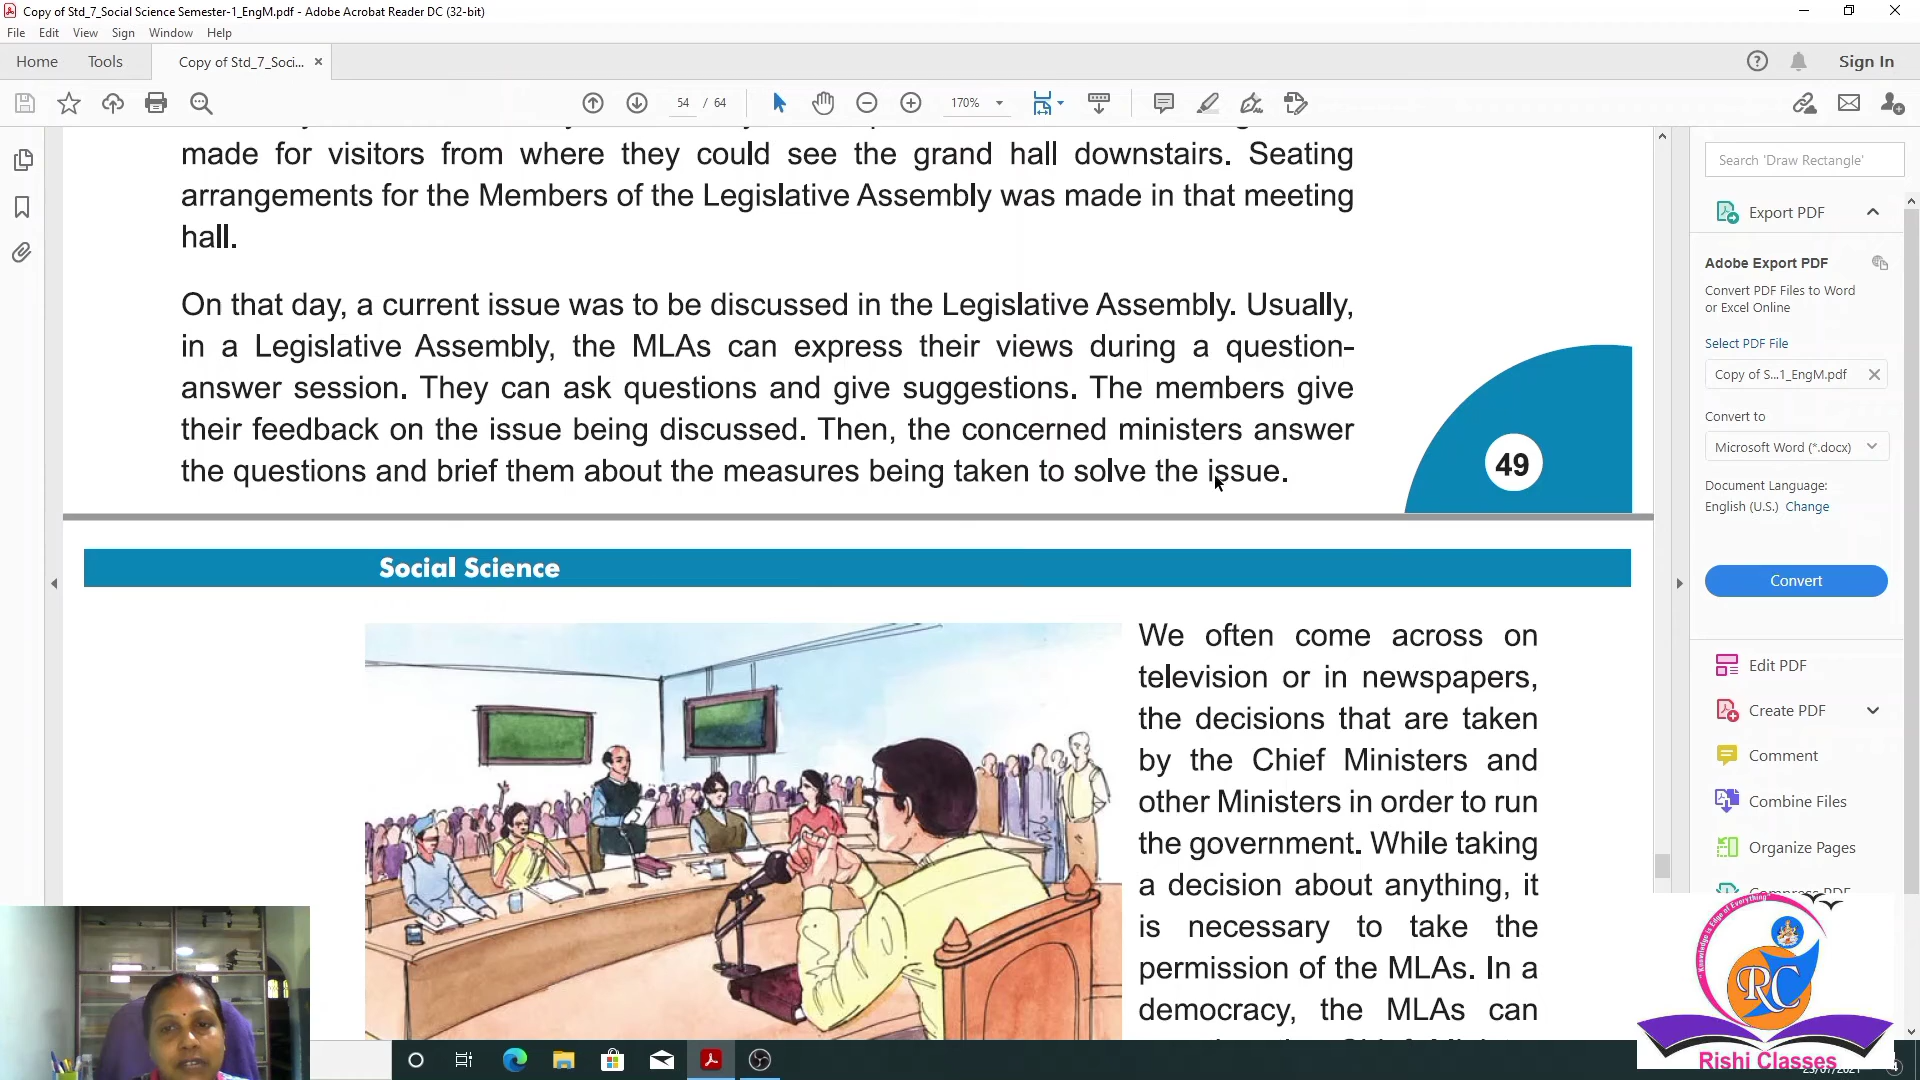 Copy of Std_7_Social Science Semester-1_EngM.pdf - Adobe Acrobat Reader DC (32-bit)
File Edit View Sign Window Help
Home Tools Copy of Std_7_Soci... Sign In
54 / 64 170%
made for visitors from where they could see the grand hall downstairs. Seating
arrangements for the Members of the Legislative Assembly was made in that meeting
hall.
On that day, a current issue was to be discussed in the Legislative Assembly. Usually,
in a Legislative Assembly, the MLAs can express their views during a question-
answer session. They can ask questions and give suggestions. The members give
their feedback on the issue being discussed. Then, the concerned ministers answer
the questions and brief them about the measures being taken to solve the issue.
49
Social Science
We often come across on
television or in newspapers,
the decisions that are taken
by the Chief Ministers and
other Ministers in order to run
the government. While taking
a decision about anything, it
is necessary to take the
permission of the MLAs. In a
democracy, the MLAs can
Search 'Draw Rectangle'
Export PDF
Adobe Export PDF
Convert PDF Files to Word
or Excel Online
Select PDF File
Copy of S...1_EngM.pdf
Convert to
Microsoft Word (*.docx)
Document Language:
English (U.S.) Change
Convert
Edit PDF
Create PDF
Comment
Combine Files
Organize Pages
Compress PDF
"Knowledge is Edge of Everything"
RC
Rishi Classes